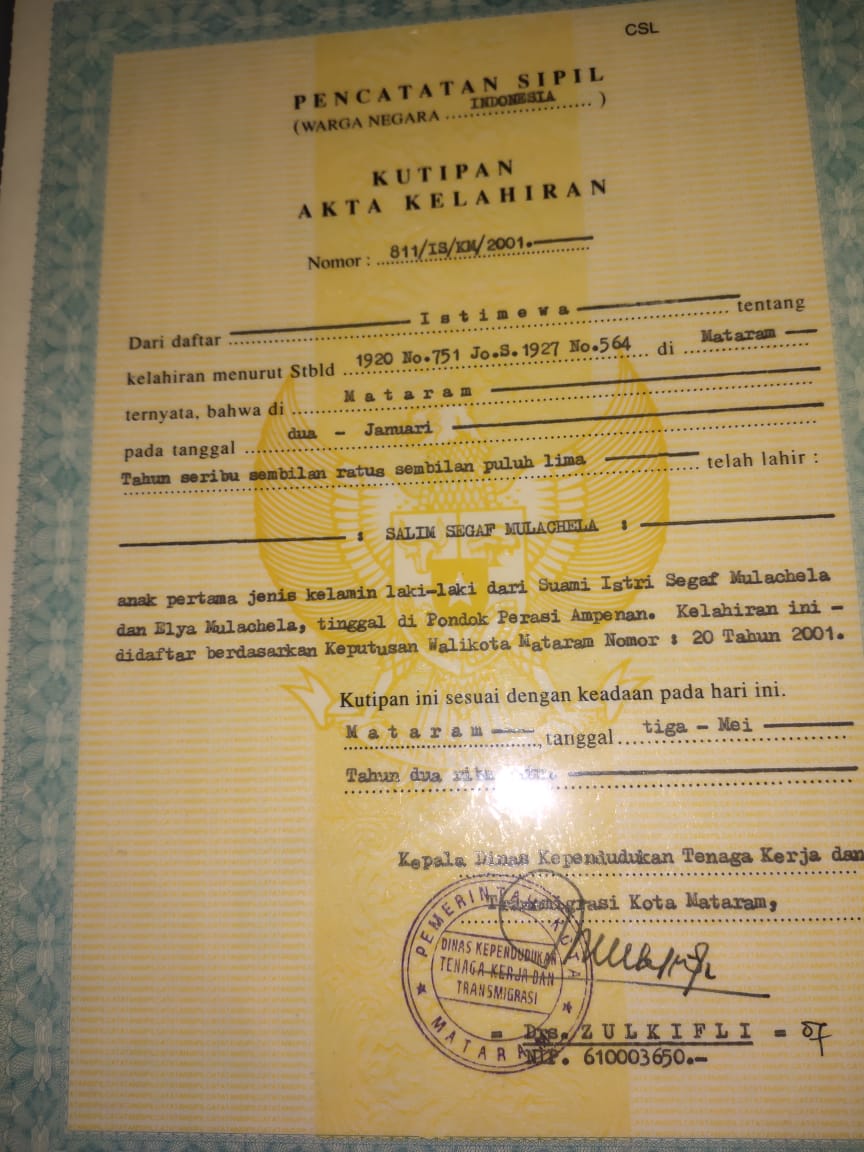 CSL
PENCATATAN SIPIL
(WARGA NEGARA INDONESIA)
KUTIPAN
AKTA KELAHIRAN
Nomor : 811/IS/KM/2001.-
Dari daftar Istimewa tentang
kelahiran menurut Stbld 1920 No.751 Jo.S.1927 No.564 di Mataram
ternyata, bahwa di Mataram
pada tanggal dua - Januari
Tahun seribu sembilan ratus sembilan puluh lima telah lahir :
: SALIM SEGAF MULACHELA :
anak pertama jenis kelamin laki-laki dari Suami Istri Segaf Mulachela
dan Elya Mulachela, tinggal di Pondok Perasi Ampenan. Kelahiran ini -
didaftar berdasarkan Keputusan Walikota Mataram Nomor : 20 Tahun 2001.
Kutipan ini sesuai dengan keadaan pada hari ini.
Mataram, tanggal tiga - Mei
Tahun dua
Kepala Dinas Kependudukan Tenaga Kerja dan
Transmigrasi Kota Mataram,
PEMERINTAH KOTA
DINAS KEPENDUDUKAN
TENAGA KERJA DAN
TRANSMIGRASI
MATARAM
= Drs. ZULKIFLI =
NIP. 610003650.-